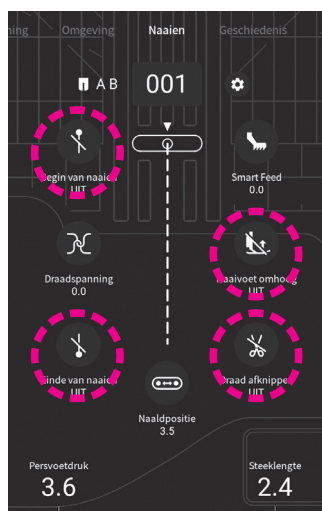 ning Omgeving Naaien Geschiedenis
A B 001
Begin van naaien
UIT
Smart Feed
0.0
Draadspanning
0.0
Naaivoet omhoog
UIT
Einde van naaien
UIT
Draad afknippen
UIT
Naaldpositie
3.5
Persvoetdruk
3.6
Steeklengte
2.4